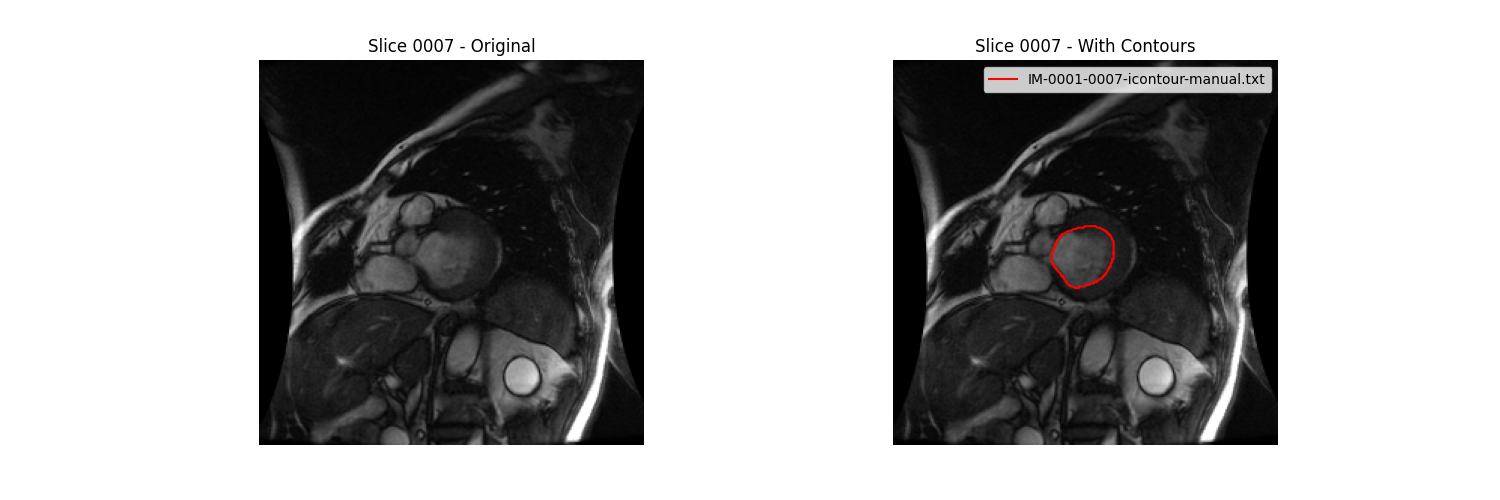 Slice 0007 - Original
Slice 0007 - With Contours
IM-0001-0007-icontour-manual.txt